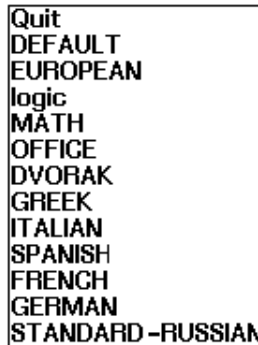 Quit
DEFAULT
EUROPEAN
logic
MATH
OFFICE
DVORAK
GREEK
ITALIAN
SPANISH
FRENCH
GERMAN
STANDARD-RUSSIAN